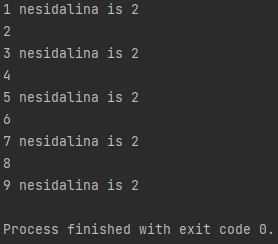 1 nesidalina is 2
2
3 nesidalina is 2
4
5 nesidalina is 2
6
7 nesidalina is 2
8
9 nesidalina is 2
Process finished with exit code 0.